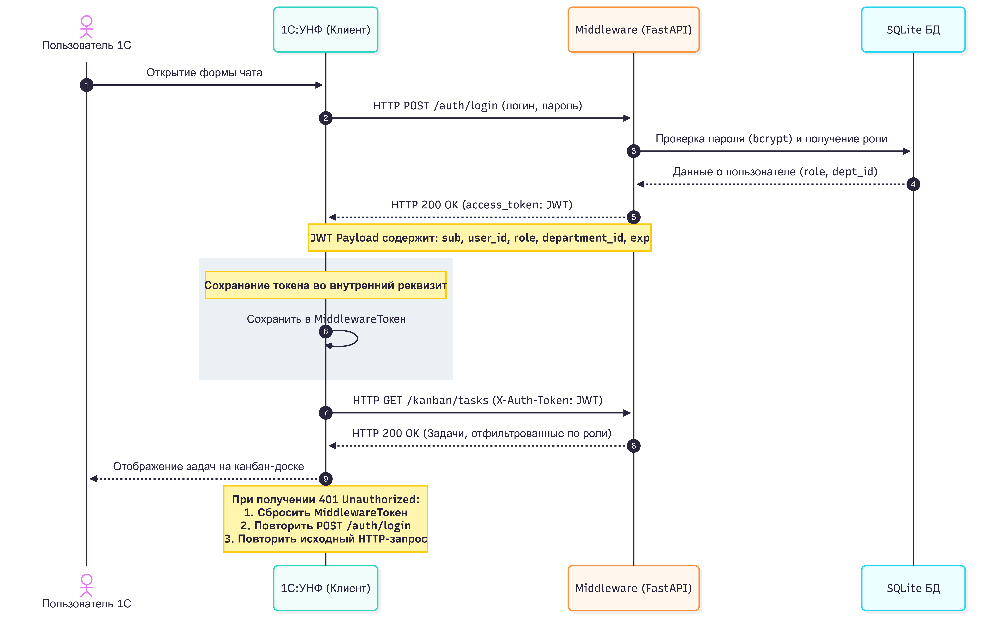 Пользователь 1С
1С:УНФ (Клиент)
Middleware (FastAPI)
SQLite БД
Открытие формы чата
1
HTTP POST /auth/login (логин, пароль)
2
Проверка пароля (bcrypt) и получение роли
3
Данные о пользователе (role, dept_id)
4
HTTP 200 OK (access_token: JWT)
5
JWT Payload содержит: sub, user_id, role, department_id, exp
Сохранение токена во внутренний реквизит
Сохранить в MiddlewareТокен
6
HTTP GET /kanban/tasks (X-Auth-Token: JWT)
7
HTTP 200 OK (Задачи, отфильтрованные по роли)
8
Отображение задач на канбан-доске
9
При получении 401 Unauthorized:
1. Сбросить MiddlewareТокен
2. Повторить POST /auth/login
3. Повторить исходный HTTP-запрос
Пользователь 1С
1С:УНФ (Клиент)
Middleware (FastAPI)
SQLite БД